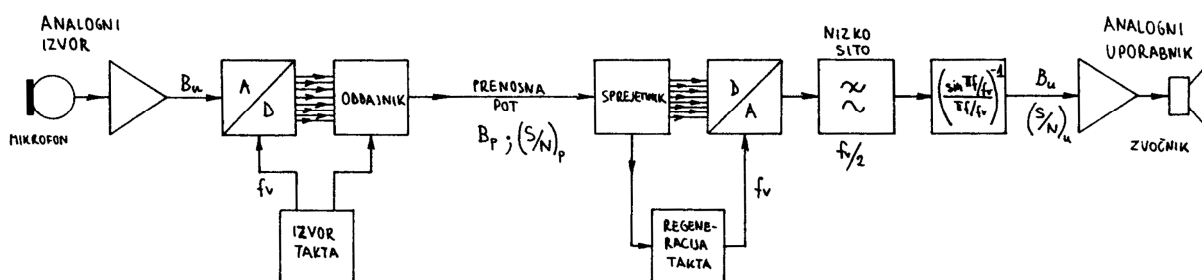 ANALOGNI
IZVOR
MIKROFON
Bu
A
D
ODDAJNIK
fv
IZVOR
TAKTA
PRENOSNA
POT
Bp ; (S/N)p
SPREJEMNIK
D
A
fv
REGENE-
RACIJA
TAKTA
NIZKO
SITO
fv/2
(sin πf/fv / πf/fv)^-1
Bu
(S/N)u
ANALOGNI
UPORABNIK
ZVOČNIK